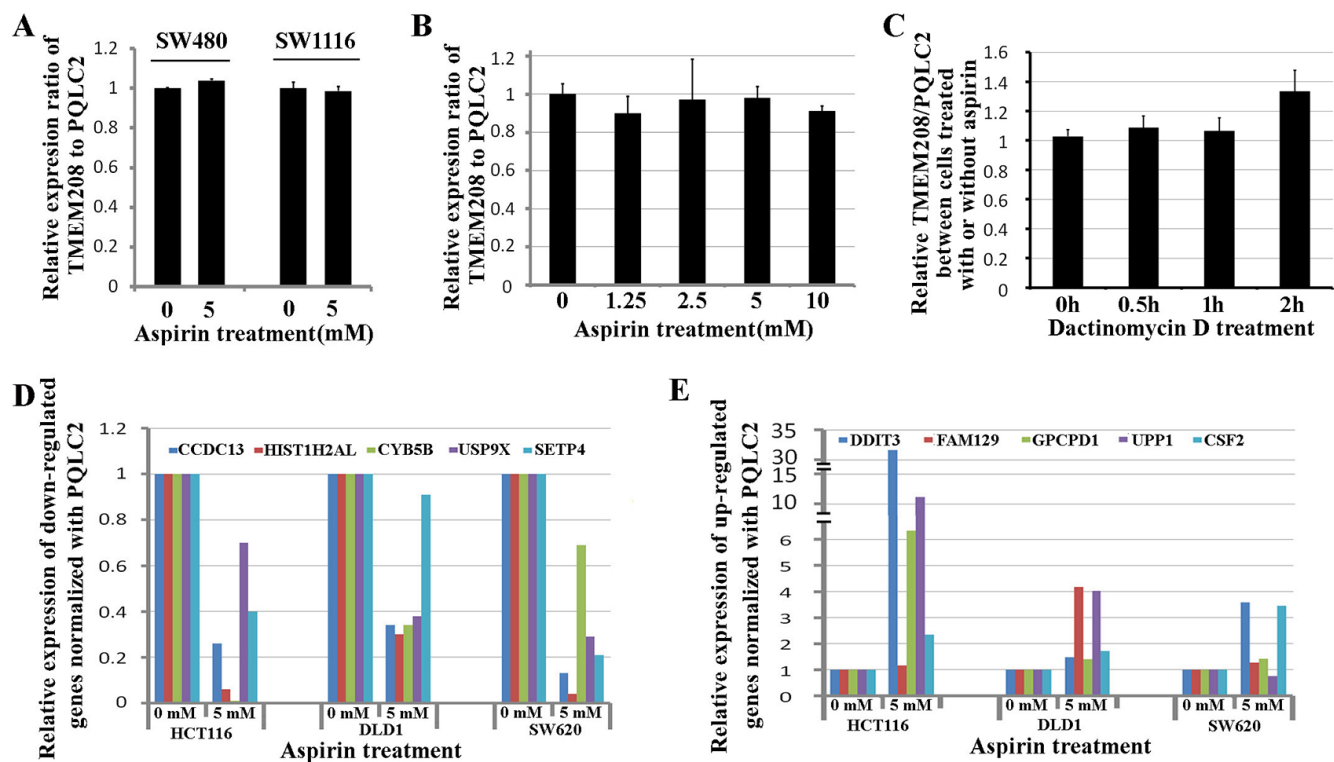 A
SW480 SW1116
Relative expresion ratio of
TMEM208 to PQLC2
1.2
1
0.8
0.6
0.4
0.2
0
0 5 0 5
Aspirin treatment(mM)
B
Relative expresion ratio of
TMEM208 to PQLC2
1.2
1
0.8
0.6
0.4
0.2
0
0 1.25 2.5 5 10
Aspirin treatment(mM)
C
Relative TMEM208/PQLC2
between cells treated
with or without aspirin
1.6
1.4
1.2
1.0
0.8
0.6
0.4
0.2
0
0h 0.5h 1h 2h
Dactinomycin D treatment
D
Relative expression of down-regulated
genes normalized with PQLC2
1.2
1
0.8
0.6
0.4
0.2
0
CCDC13 HIST1H2AL CYB5B USP9X SETP4
0 mM 5 mM 0 mM 5 mM 0 mM 5 mM
HCT116 DLD1 SW620
Aspirin treatment
E
Relative expression of up-regulated
genes normalized with PQLC2
35
30
15
10
6
5
4
3
2
1
0
DDIT3 FAM129 GPCPD1 UPP1 CSF2
0 mM 5 mM 0 mM 5 mM 0 mM 5 mM
HCT116 DLD1 SW620
Aspirin treatment